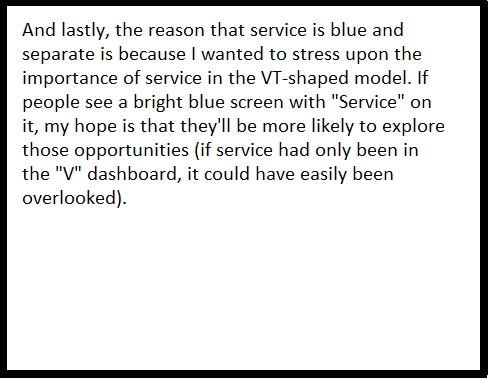 And lastly, the reason that service is blue and
separate is because I wanted to stress upon the
importance of service in the VT-shaped model. If
people see a bright blue screen with "Service" on
it, my hope is that they'll be more likely to explore
those opportunities (if service had only been in
the "V" dashboard, it could have easily been
overlooked).